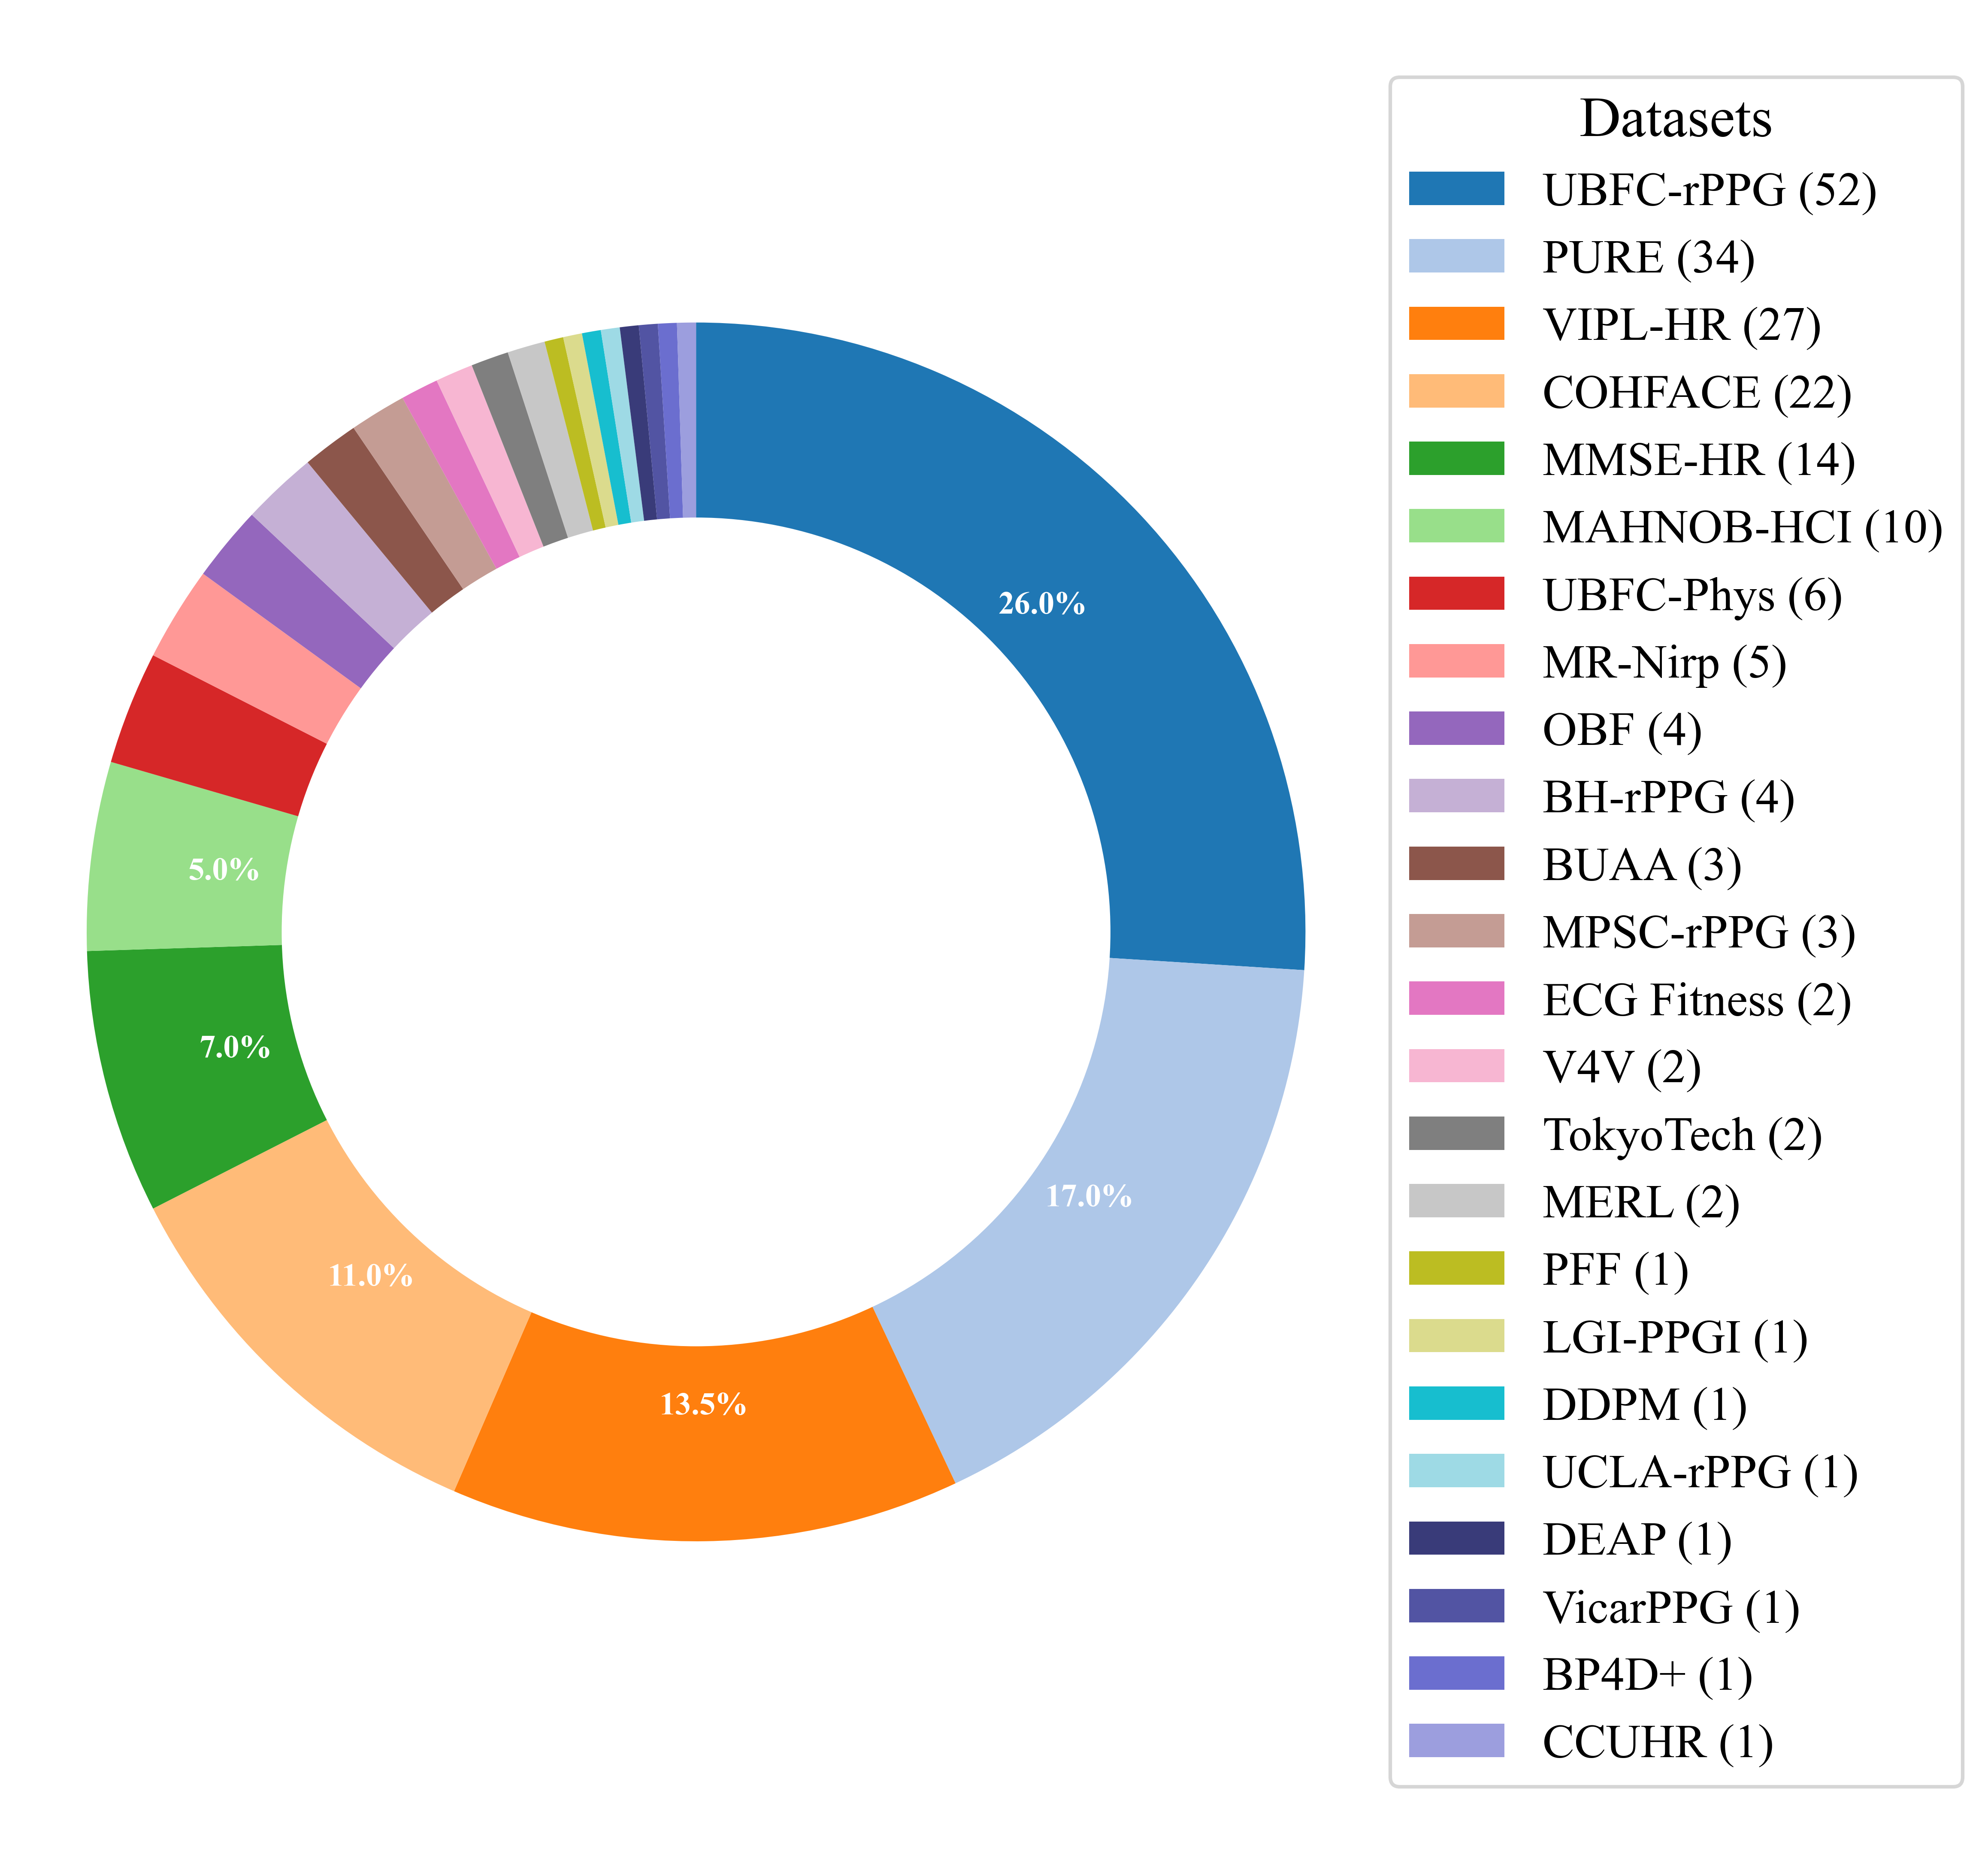 Datasets
UBFC-rPPG (52)
PURE (34)
VIPL-HR (27)
COHFACE (22)
MMSE-HR (14)
MAHNOB-HCI (10)
UBFC-Phys (6)
MR-Nirp (5)
OBF (4)
BH-rPPG (4)
BUAA (3)
MPSC-rPPG (3)
ECG Fitness (2)
V4V (2)
TokyoTech (2)
MERL (2)
PFF (1)
LGI-PPGI (1)
DDPM (1)
UCLA-rPPG (1)
DEAP (1)
VicarPPG (1)
BP4D+ (1)
CCUHR (1)
26.0%
17.0%
13.5%
11.0%
7.0%
5.0%